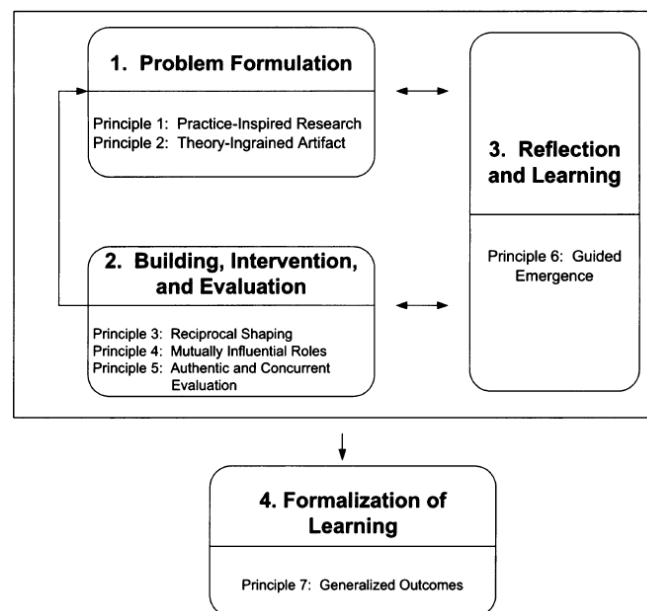 1. Problem Formulation
Principle 1: Practice-Inspired Research
Principle 2: Theory-Ingrained Artifact
2. Building, Intervention,
and Evaluation
Principle 3: Reciprocal Shaping
Principle 4: Mutually Influential Roles
Principle 5: Authentic and Concurrent
Evaluation
3. Reflection
and Learning
Principle 6: Guided
Emergence
4. Formalization of
Learning
Principle 7: Generalized Outcomes